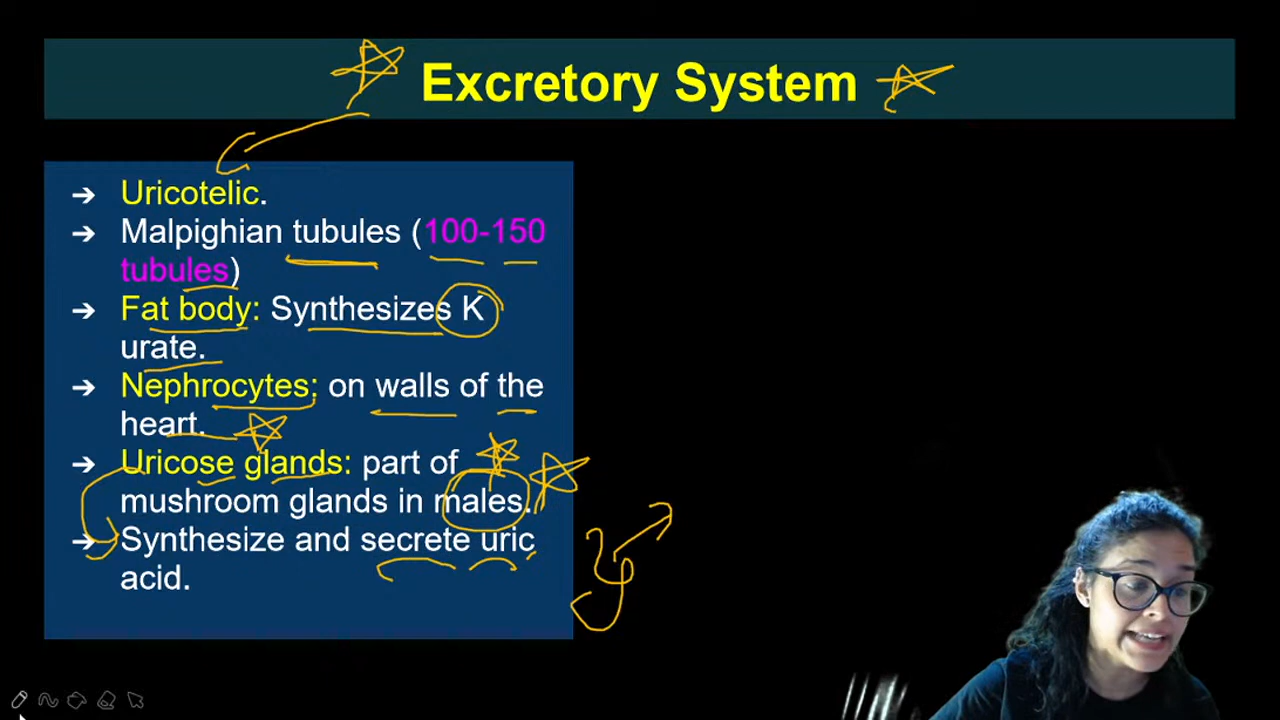 Excretory System
➔ Uricotelic.
➔ Malpighian tubules (100-150
tubules)
➔ Fat body: Synthesizes K
urate.
➔ Nephrocytes: on walls of the
heart.
➔ Uricose glands: part of
mushroom glands in males.
➔ Synthesize and secrete uric
acid.